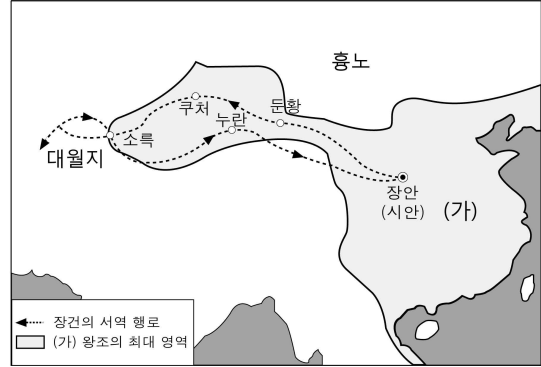 흉노
쿠처
누란
둔황
소륵
대월지
장안
(시안)
(가)
장건의 서역 행로
(가) 왕조의 최대 영역